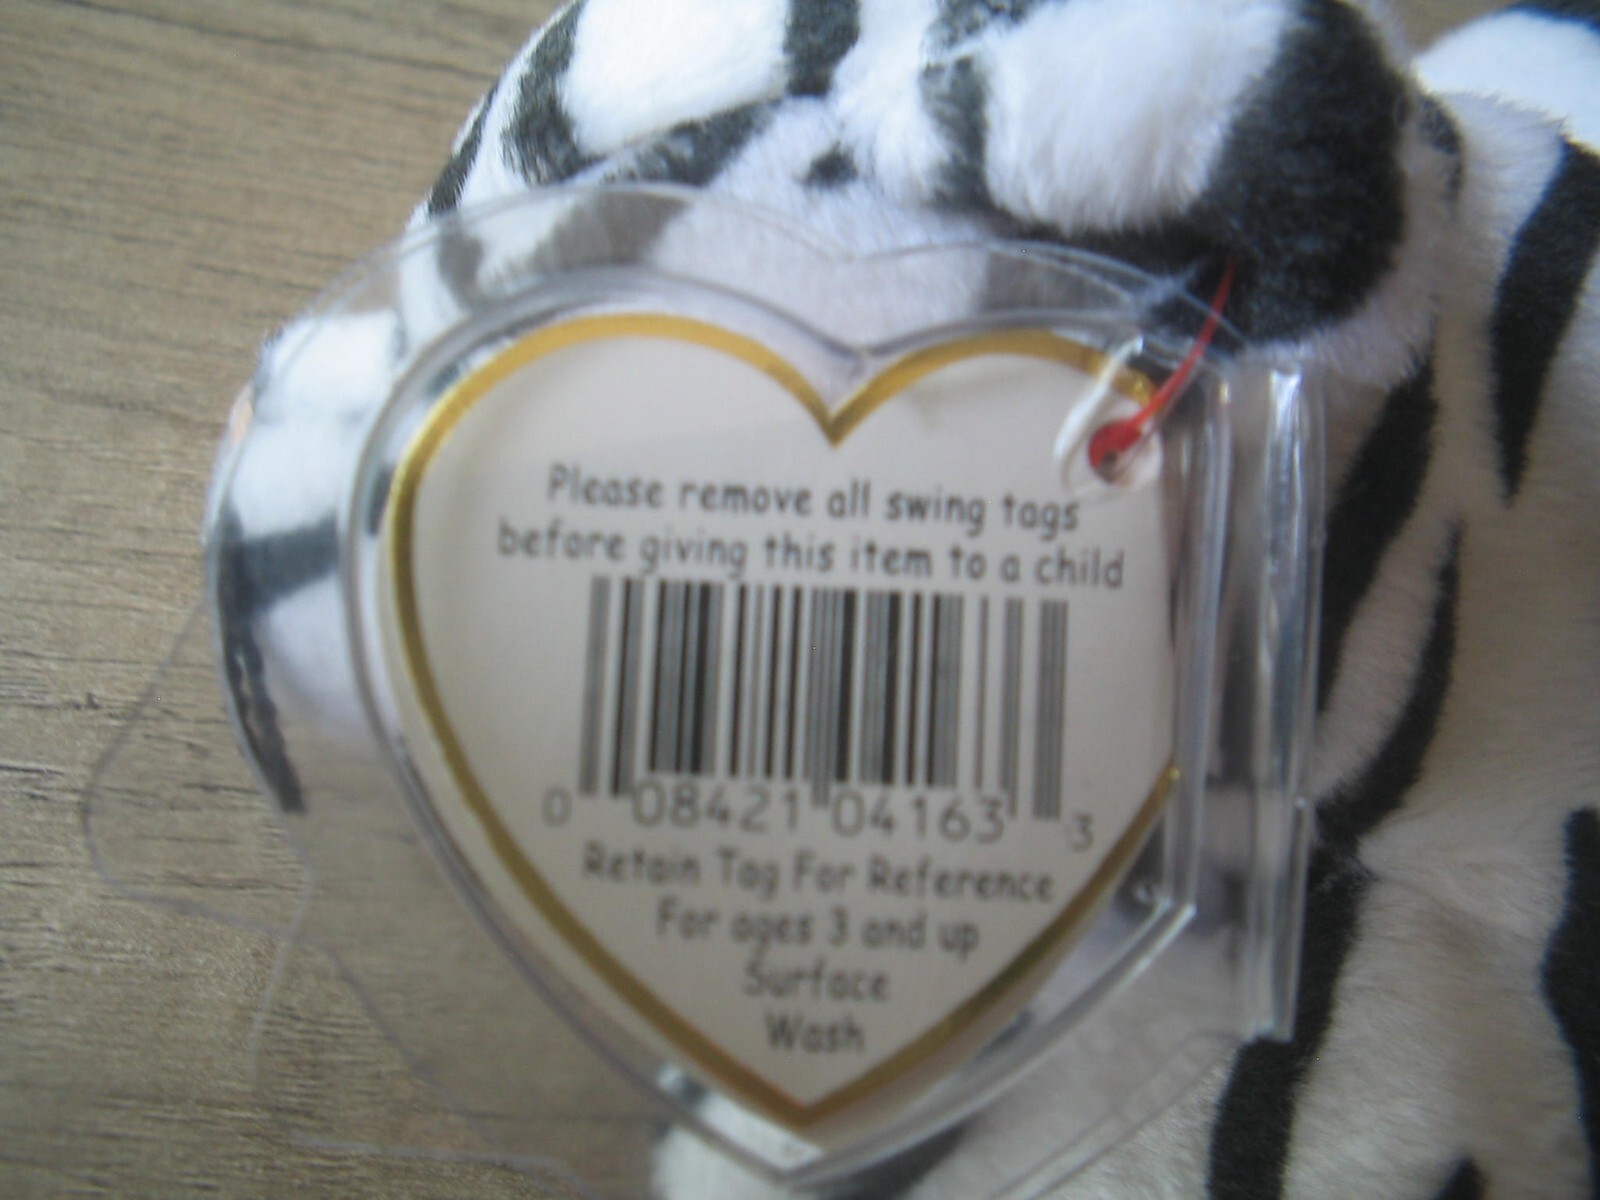 Please remove all swing tags
before giving this item to a child
0 08421 04163 3
Retain Tag For Reference
For ages 3 and up
Surface
Wash